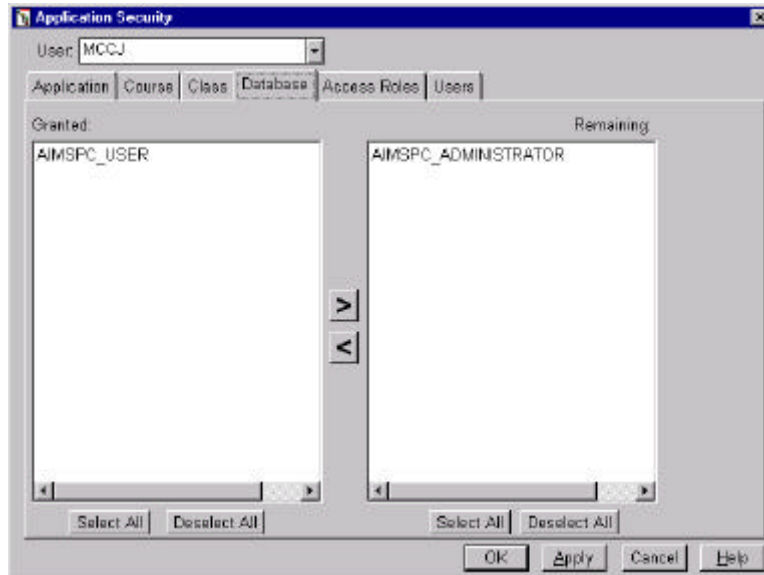 Application Security
User: MCCJ
Application Course Class Database Access Roles Users
Granted: Remaining:
AIMSPC_USER AIMSPC_ADMINISTRATOR
>
<
Select All Deselect All Select All Deselect All
OK Apply Cancel Help